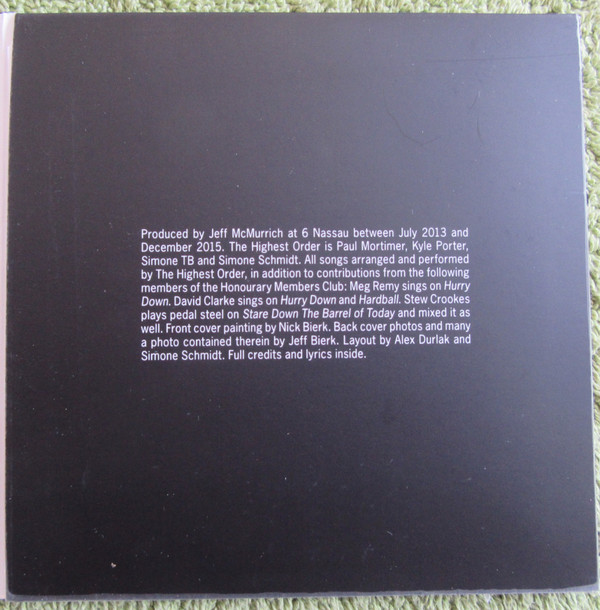 Produced by Jeff McMurrich at 6 Nassau between July 2013 and
December 2015. The Highest Order is Paul Mortimer, Kyle Porter,
Simone TB and Simone Schmidt. All songs arranged and performed
by The Highest Order, in addition to contributions from the following
members of the Honourary Members Club: Meg Remy sings on Hurry
Down. David Clarke sings on Hurry Down and Hardball. Stew Crookes
plays pedal steel on Stare Down The Barrel of Today and mixed it as
well. Front cover painting by Nick Bierk. Back cover photos and many
a photo contained therein by Jeff Bierk. Layout by Alex Durlak and
Simone Schmidt. Full credits and lyrics inside.